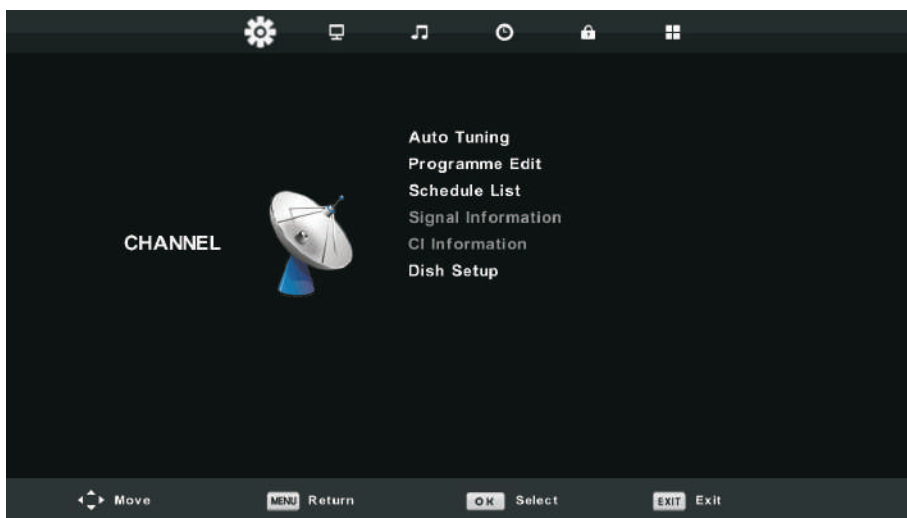 Auto Tuning
Programme Edit
Schedule List
Signal Information
CHANNEL
CI Information
Dish Setup
Move
MENU Return
OK Select
EXIT Exit